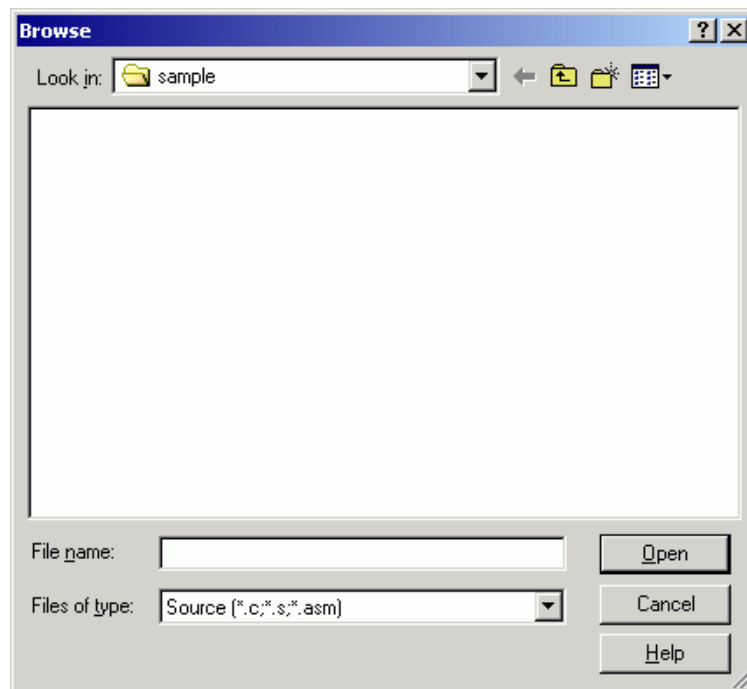 Browse
Look in: sample
File name: Open
Files of type: Source (*.c;*.s;*.asm) Cancel
Help